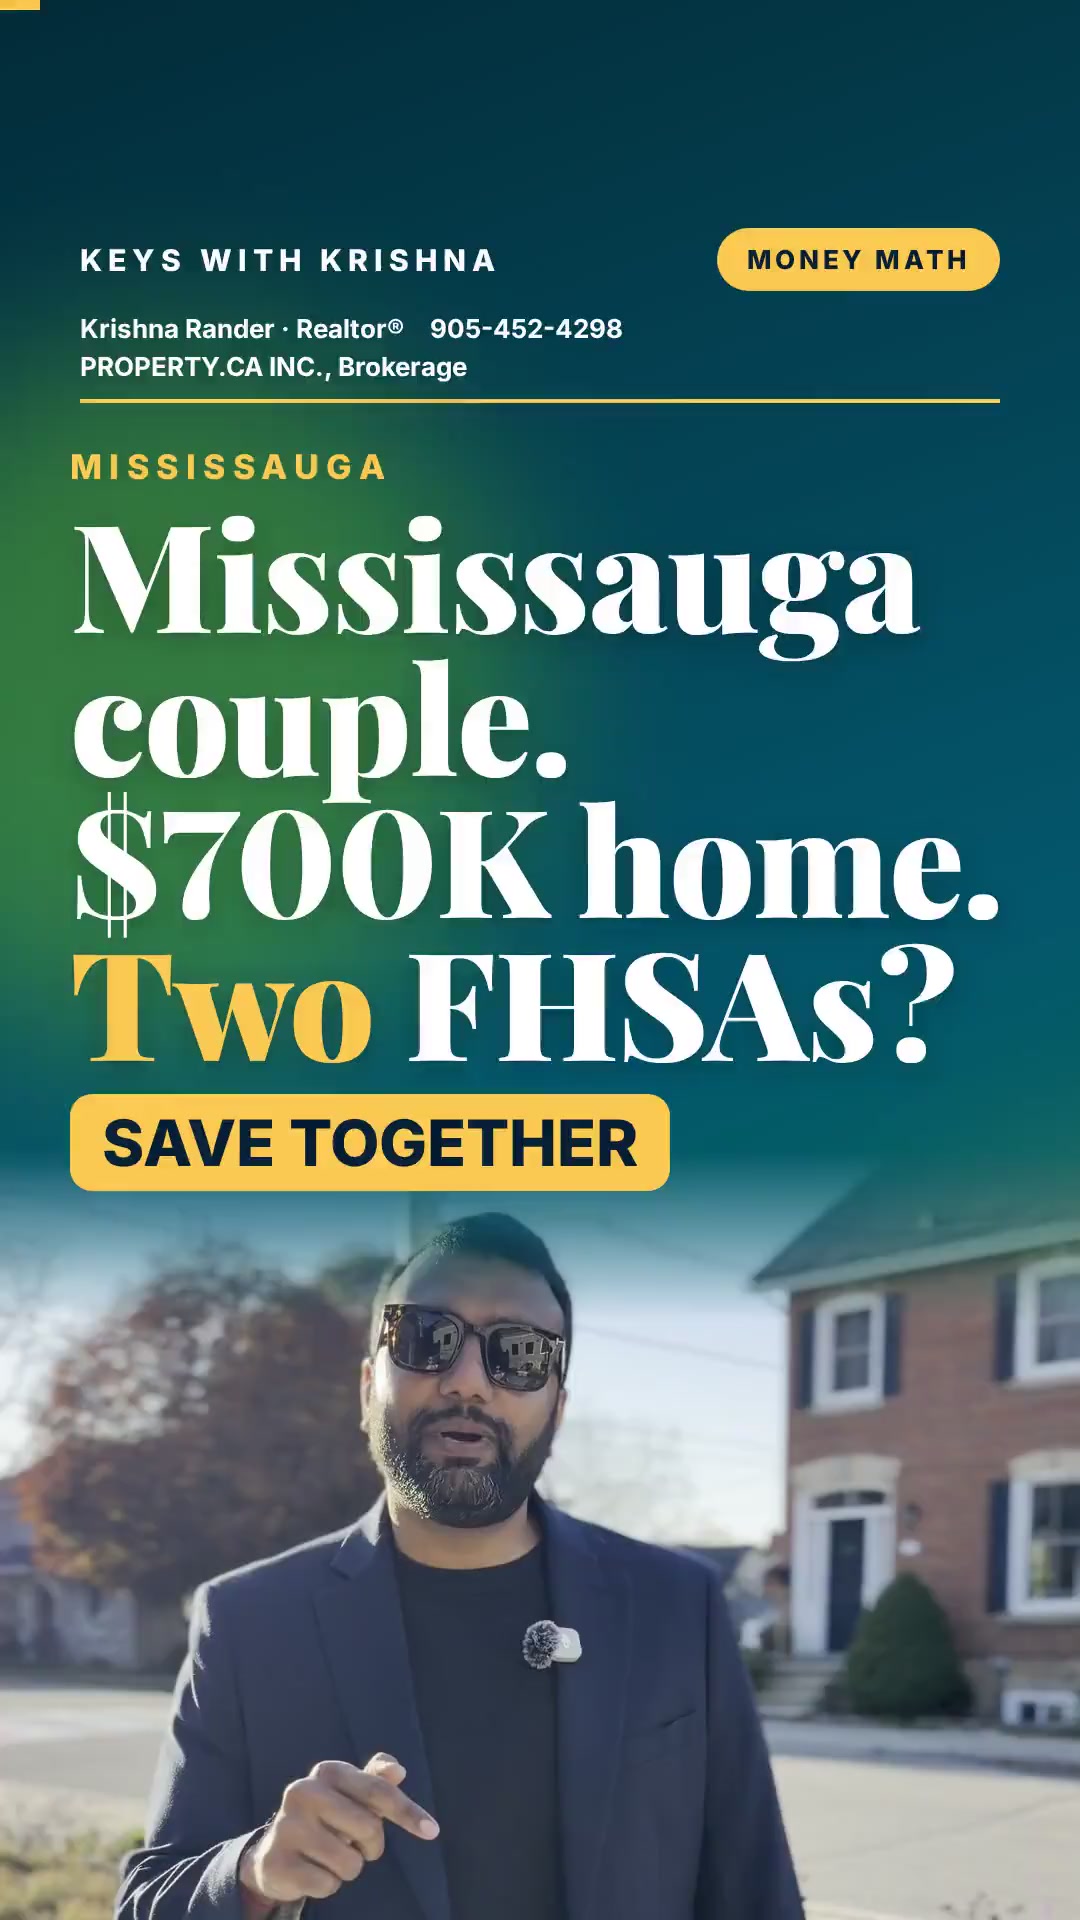 KEYS WITH KRISHNA
MONEY MATH
Krishna Rander · Realtor® 905-452-4298
PROPERTY.CA INC., Brokerage
MISSISSAUGA
Mississauga
couple.
$700K home.
Two FHSAs?
SAVE TOGETHER